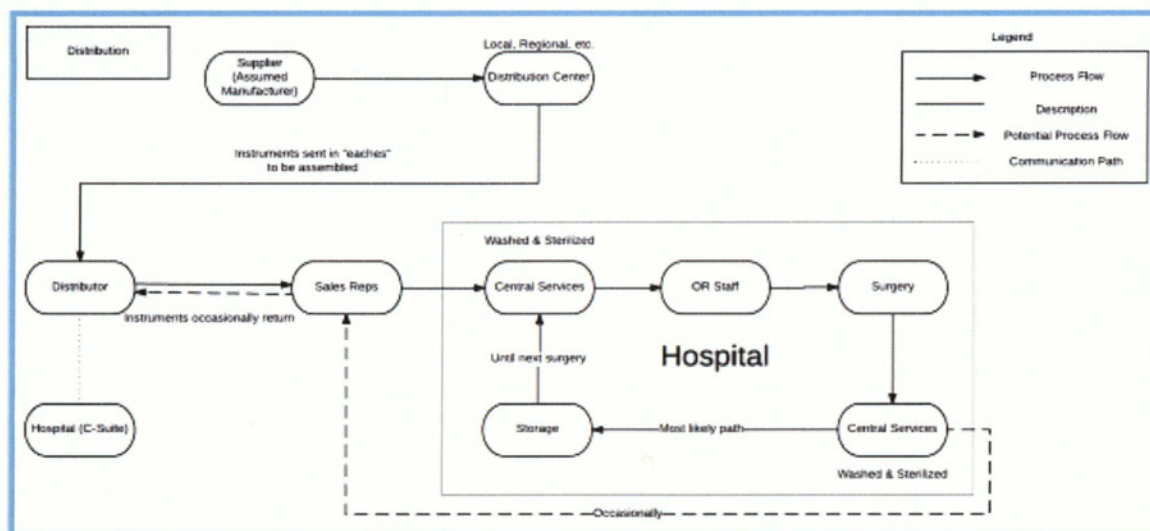 Distribution
Supplier
(Assumed
Manufacturer)
Local, Regional, etc.
Distribution Center
Legend
Process Flow
Description
Potential Process Flow
Communication Path
Instruments sent in "eaches"
to be assembled
Washed & Sterilized
Distributor
Sales Reps
Central Services
OR Staff
Surgery
Instruments occasionally return
Until next surgery
Hospital
Hospital (C-Suite)
Storage
Most likely path
Central Services
Washed & Sterilized
Occasionally